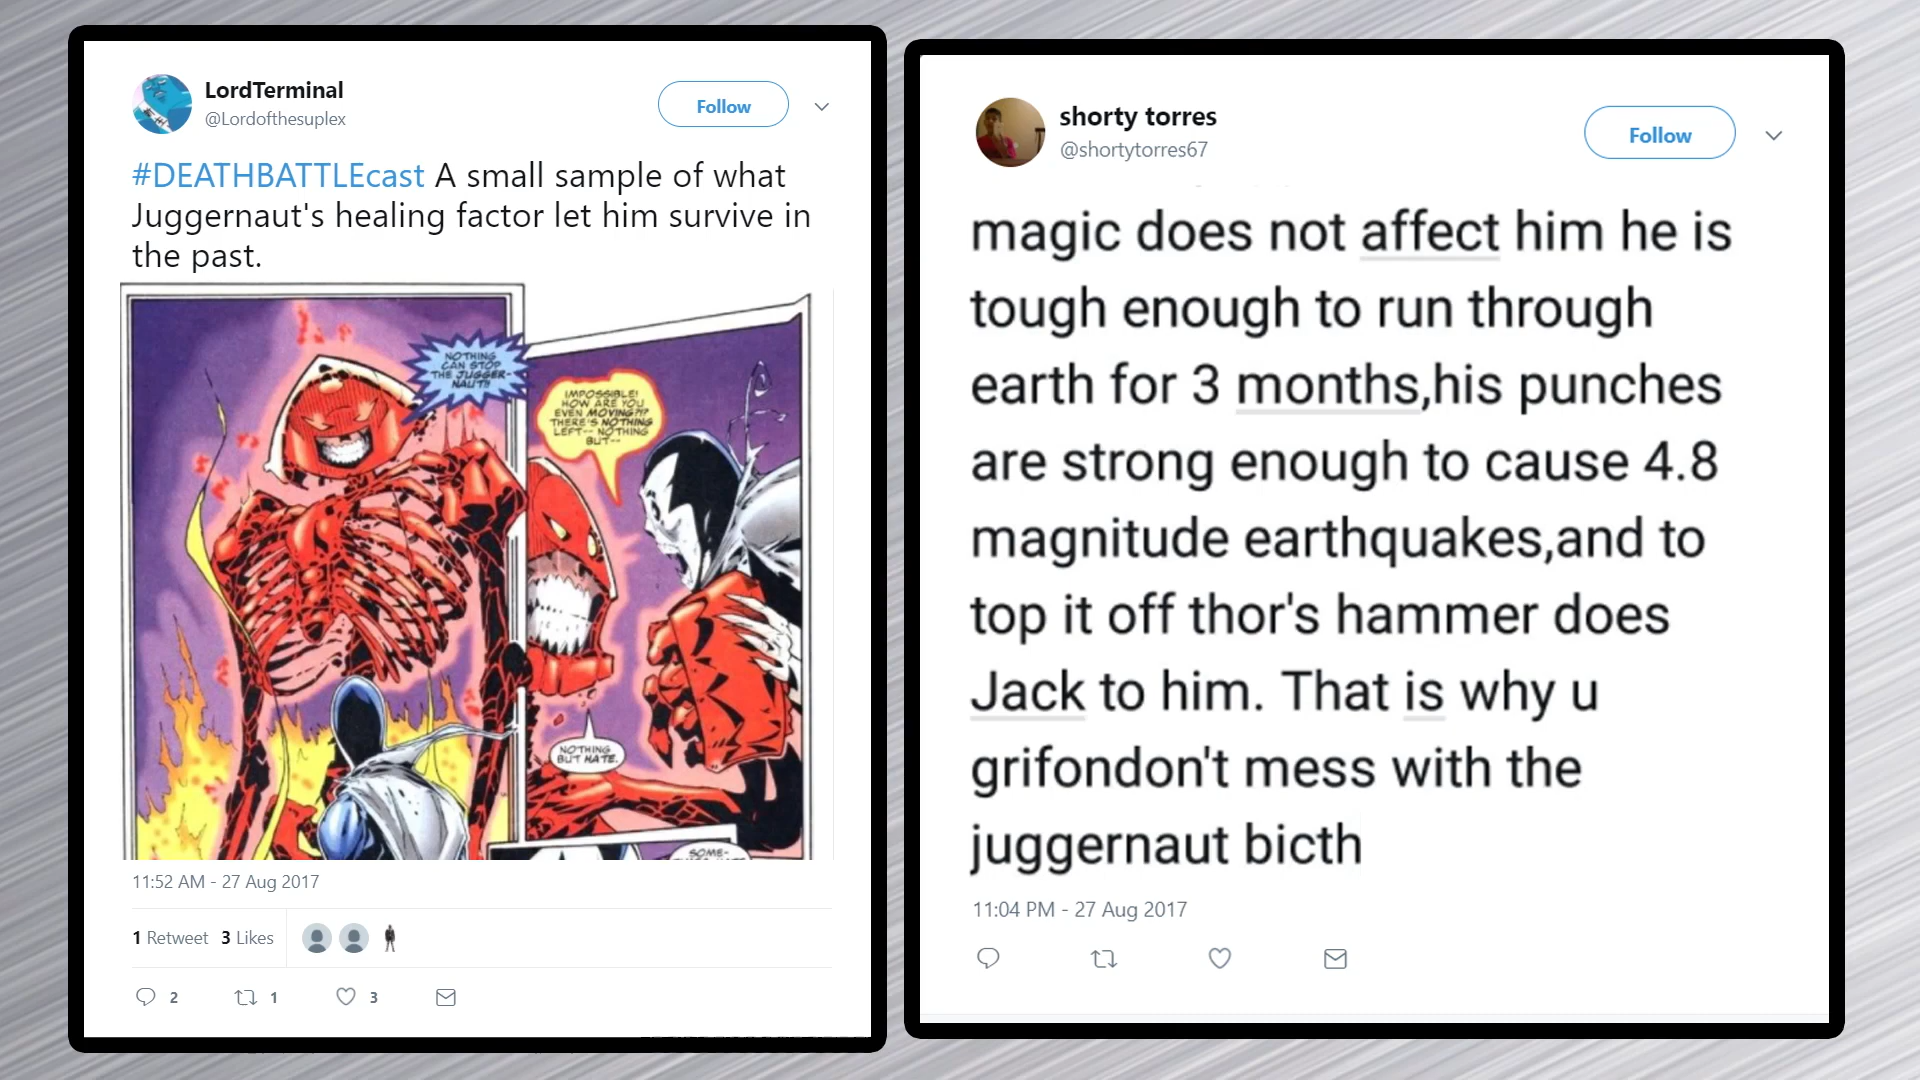 LordTerminal
@Lordofthesuplex
Follow
#DEATHBATTLEcast A small sample of what
Juggernaut's healing factor let him survive in
the past.
NOTHING
CAN STOP
THE JUGGER-
NAUT!!
IMPOSSIBLE!
HOW ARE YOU
EVEN MOVING?!?
THERE'S NOTHING
LEFT-- NOTHING
BUT--
NOTHING
BUT HATE.
SOME-
11:52 AM - 27 Aug 2017
1 Retweet 3 Likes
2 1 3
shorty torres
@shortytorres67
Follow
magic does not affect him he is
tough enough to run through
earth for 3 months,his punches
are strong enough to cause 4.8
magnitude earthquakes,and to
top it off thor's hammer does
Jack to him. That is why u
grifondon't mess with the
juggernaut bicth
11:04 PM - 27 Aug 2017